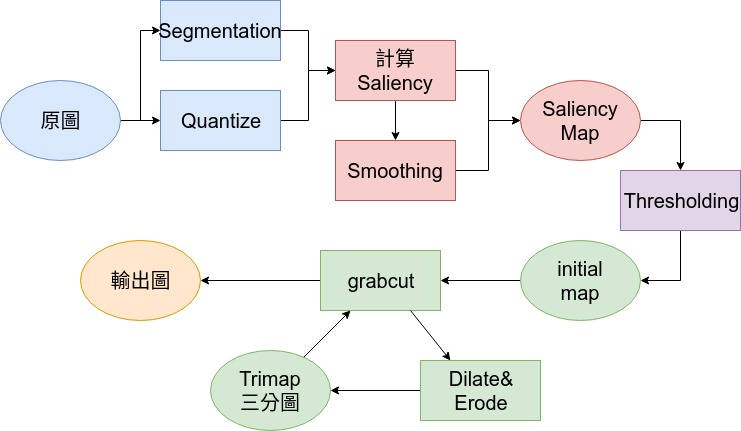 Segmentation
原圖
Quantize
計算
Saliency
Smoothing
Saliency
Map
Thresholding
initial
map
grabcut
輸出圖
Dilate&
Erode
Trimap
三分圖